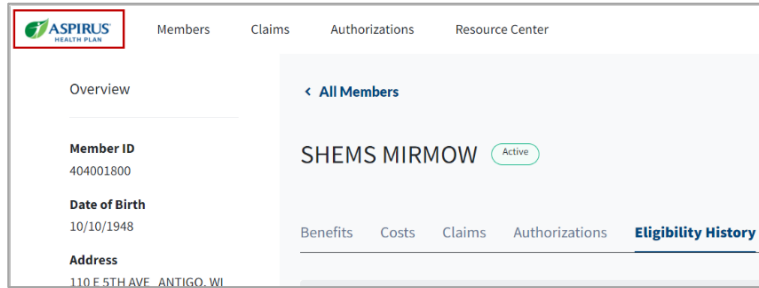 ASPIRUS
HEALTH PLAN
Members Claims Authorizations Resource Center
Overview
‹ All Members
Member ID
404001800
SHEMS MIRMOW Active
Date of Birth
10/10/1948
Benefits Costs Claims Authorizations Eligibility History
Address
110 E 5TH AVE ANTIGO, WI